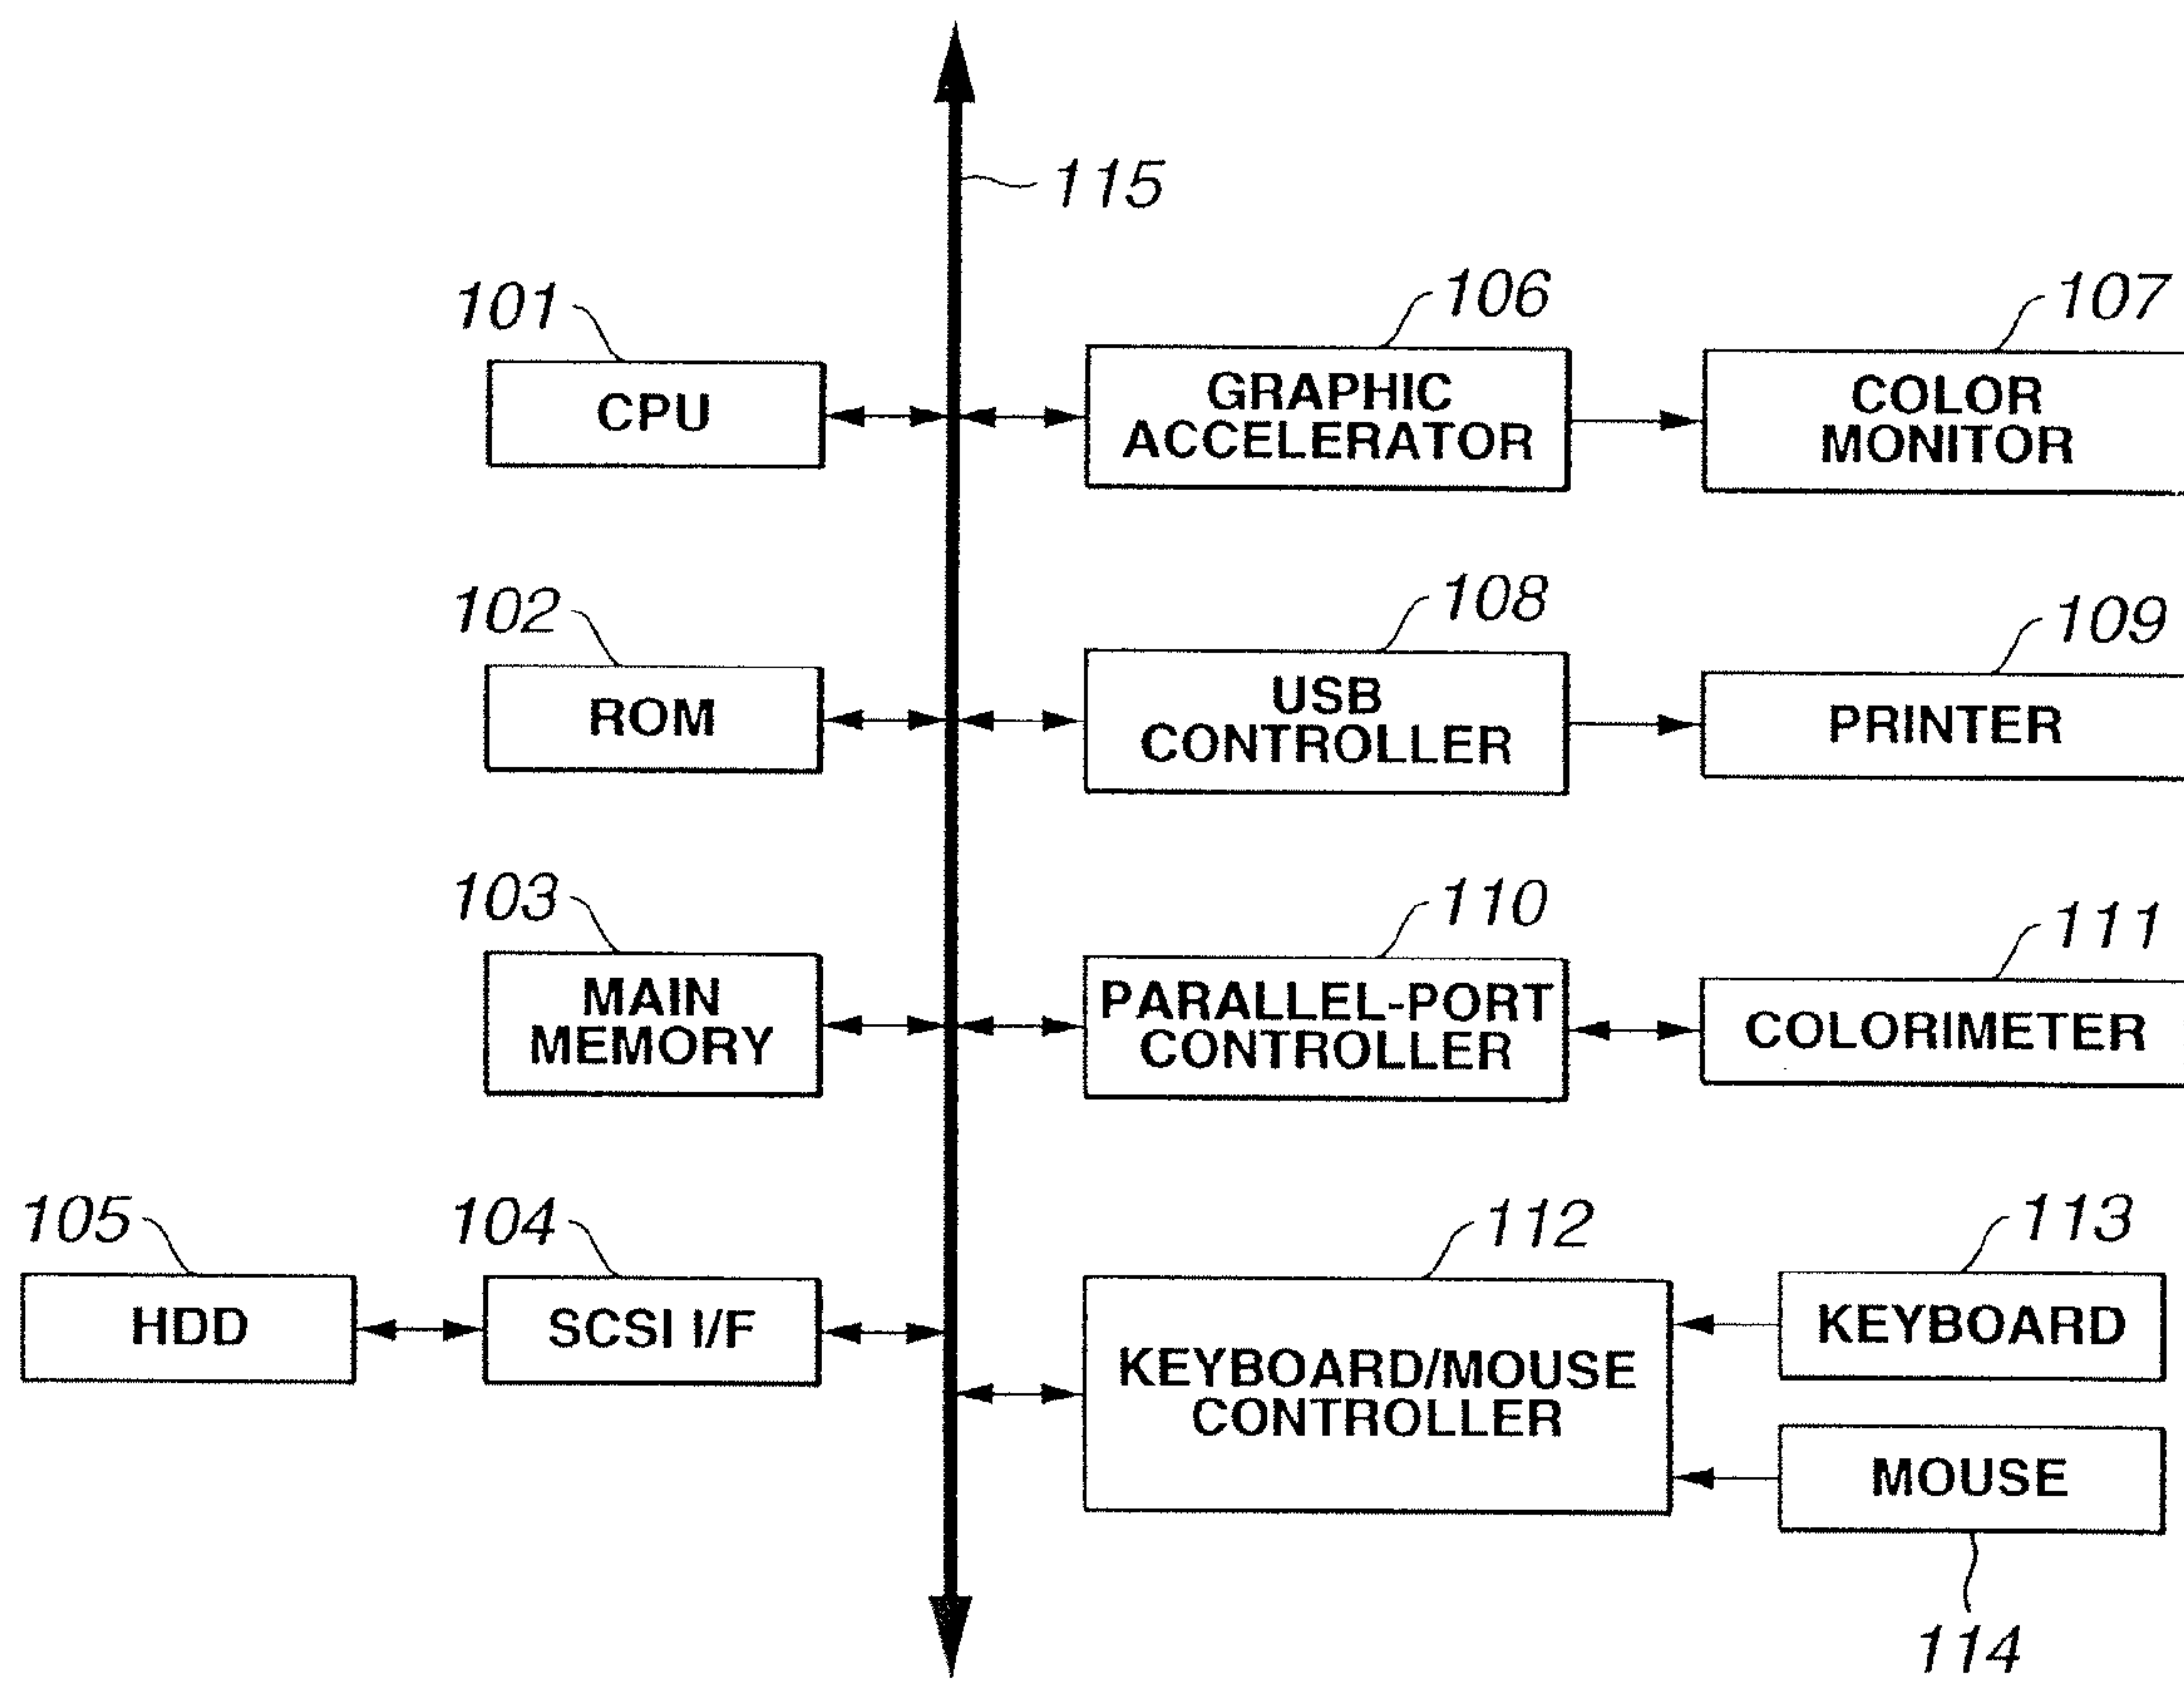 115
101
106
107
CPU
GRAPHIC
ACCELERATOR
COLOR
MONITOR
102
108
109
ROM
USB
CONTROLLER
PRINTER
103
110
111
MAIN
MEMORY
PARALLEL-PORT
CONTROLLER
COLORIMETER
105
104
112
113
HDD
SCSI I/F
KEYBOARD/MOUSE
CONTROLLER
KEYBOARD
MOUSE
114